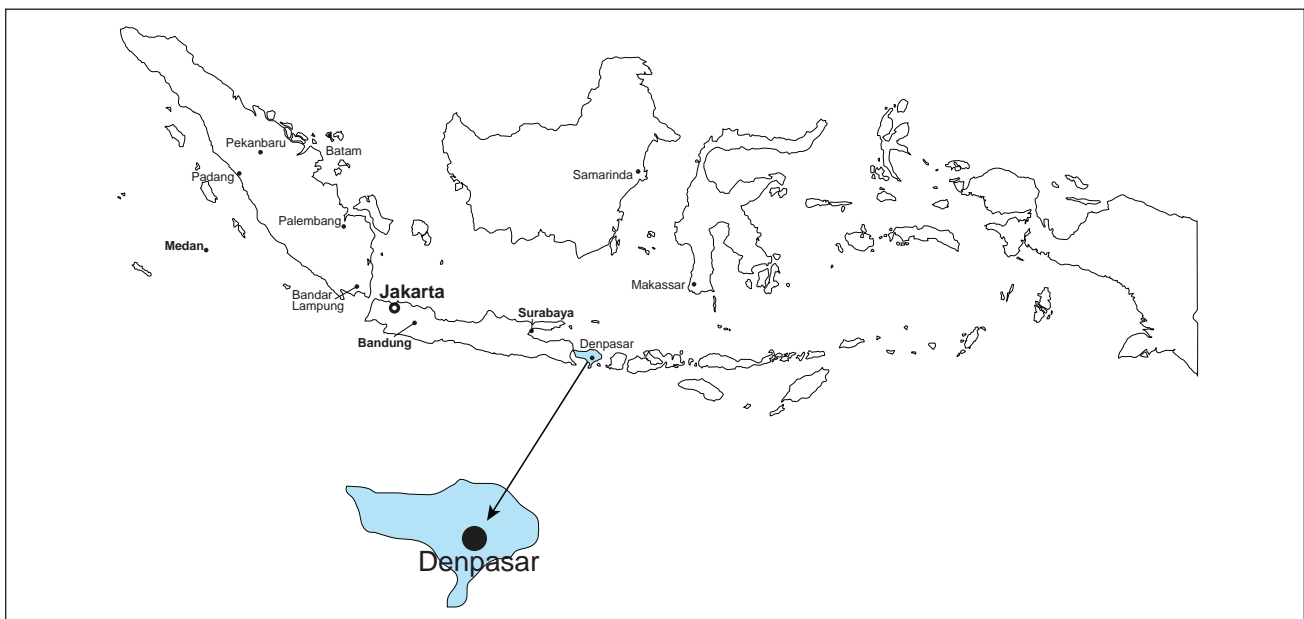 Pekanbaru
Batam
Padang
Samarinda
Palembang
Medan
Makassar
Bandar
Lampung
Jakarta
Surabaya
Bandung
Denpasar
Denpasar